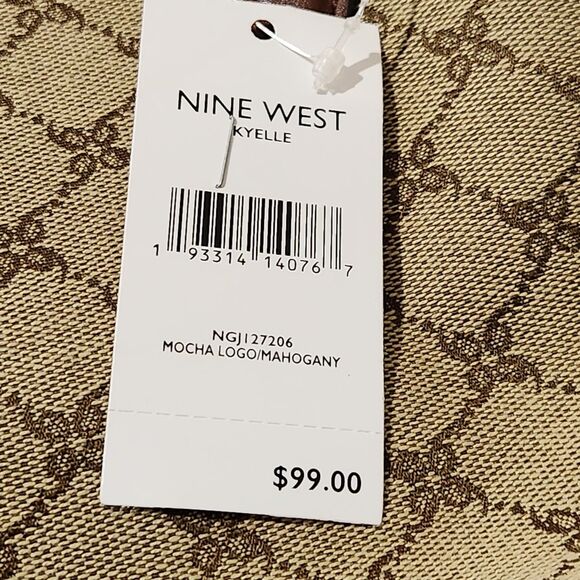 NINE WEST
KYELLE
1 93314 14076 7
NGJ127206
MOCHA LOGO/MAHOGANY
$99.00